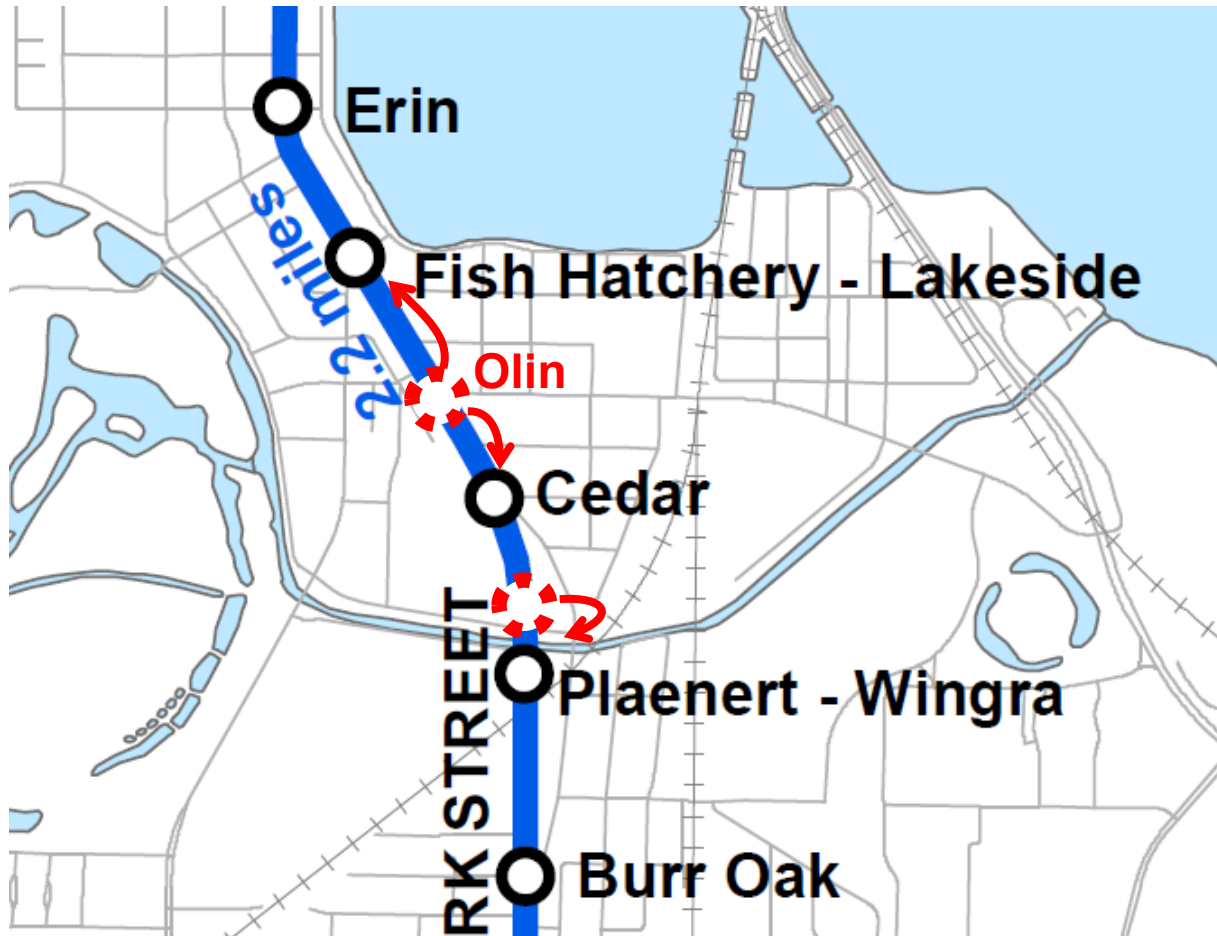 Erin
2.2 miles
Fish Hatchery - Lakeside
Olin
Cedar
RK STREET
Plaenert - Wingra
Burr Oak